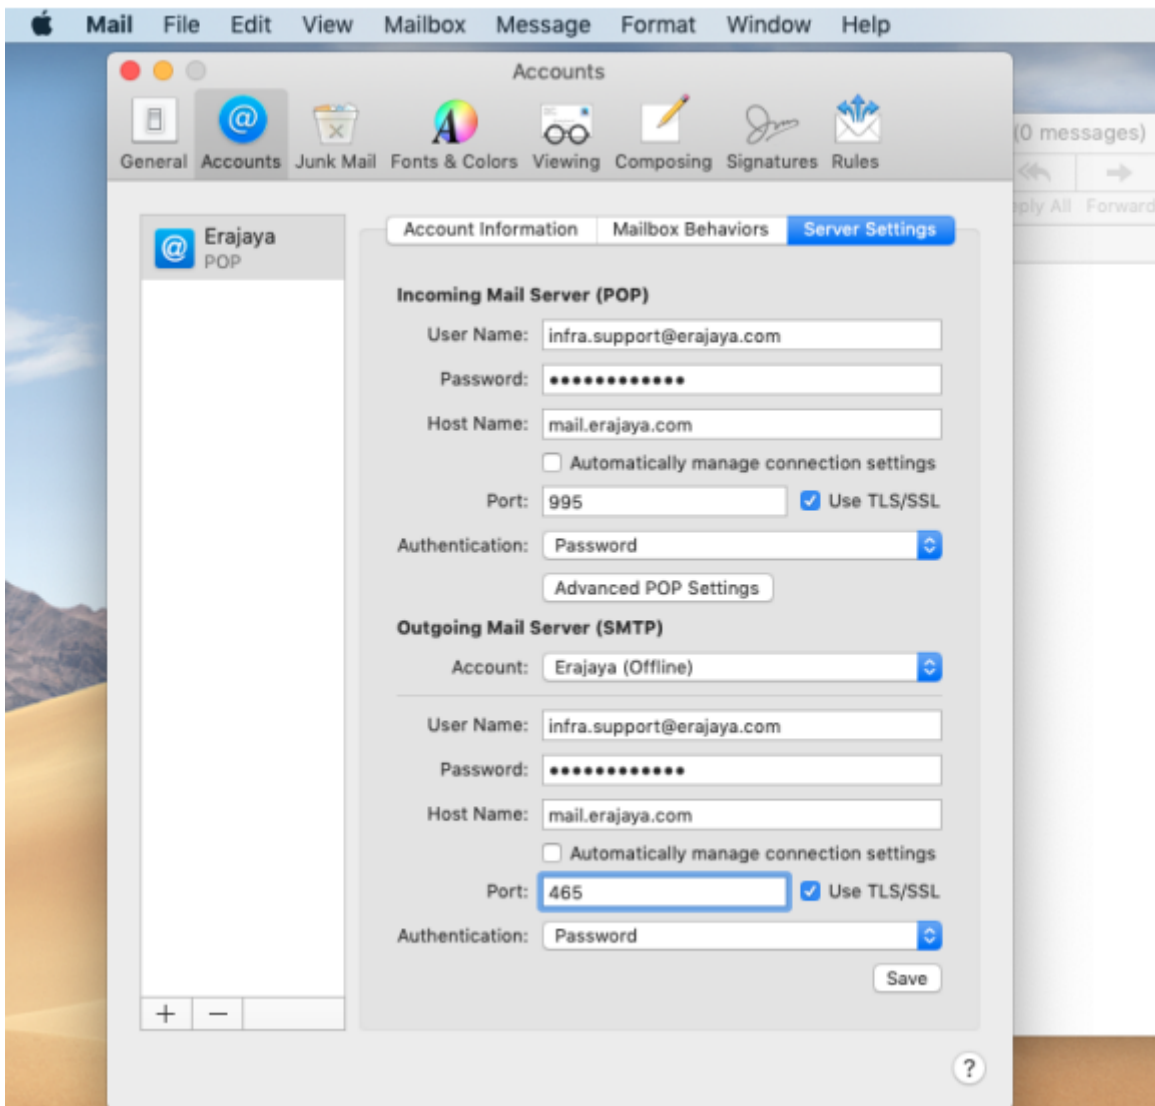 Mail File Edit View Mailbox Message Format Window Help
Accounts
General Accounts Junk Mail Fonts & Colors Viewing Composing Signatures Rules
(0 messages)
Forward
Erajaya
POP
Account Information Mailbox Behaviors Server Settings
Incoming Mail Server (POP)
User Name: infra.support@erajaya.com
Password: ••••••••••••
Host Name: mail.erajaya.com
Automatically manage connection settings
Port: 995 Use TLS/SSL
Authentication: Password
Advanced POP Settings
Outgoing Mail Server (SMTP)
Account: Erajaya (Offline)
User Name: infra.support@erajaya.com
Password: ••••••••••••
Host Name: mail.erajaya.com
Automatically manage connection settings
Port: 465 Use TLS/SSL
Authentication: Password
Save
+ −
?